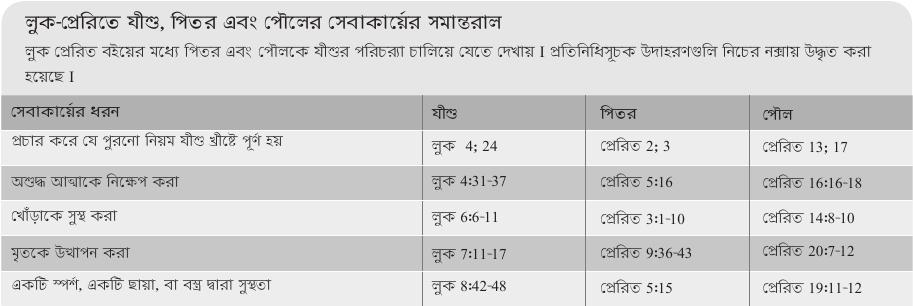 লুক-প্রেরিতে যীশু, পিতর এবং পৌলের সেবাকার্য়ের সমান্তরাল
লুক প্রেরিত বইয়ের মধ্যে পিতর এবং পৌলকে যীশুর পরিচর‍্যা চালিয়ে যেতে দেখায় I প্রতিনিধিসূচক উদাহরণগুলি নিচের নক্সায় উদ্ধৃত করা
হয়েছে I
সেবাকার্য়ের ধরন যীশু পিতর পৌল
প্রচার করে যে পুরনো নিয়ম যীশু খ্রীষ্টে পূর্ণ হয় লুক 4; 24 প্রেরিত 2; 3 প্রেরিত 13; 17
অশুদ্ধ আত্মাকে নিক্ষেপ করা লুক 4:31-37 প্রেরিত 5:16 প্রেরিত 16:16-18
খোঁড়াকে সুস্থ করা লুক 6:6-11 প্রেরিত 3:1-10 প্রেরিত 14:8-10
মৃতকে উত্থাপন করা লুক 7:11-17 প্রেরিত 9:36-43 প্রেরিত 20:7-12
একটি স্পর্শ, একটি ছায়া, বা বস্ত্র দ্বারা সুস্থতা লুক 8:42-48 প্রেরিত 5:15 প্রেরিত 19:11-12